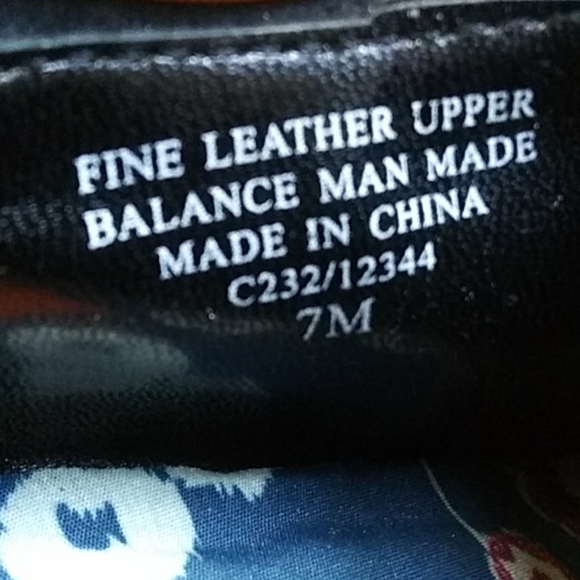 FINE LEATHER UPPER
BALANCE MAN MADE
MADE IN CHINA
C232/12344
7M